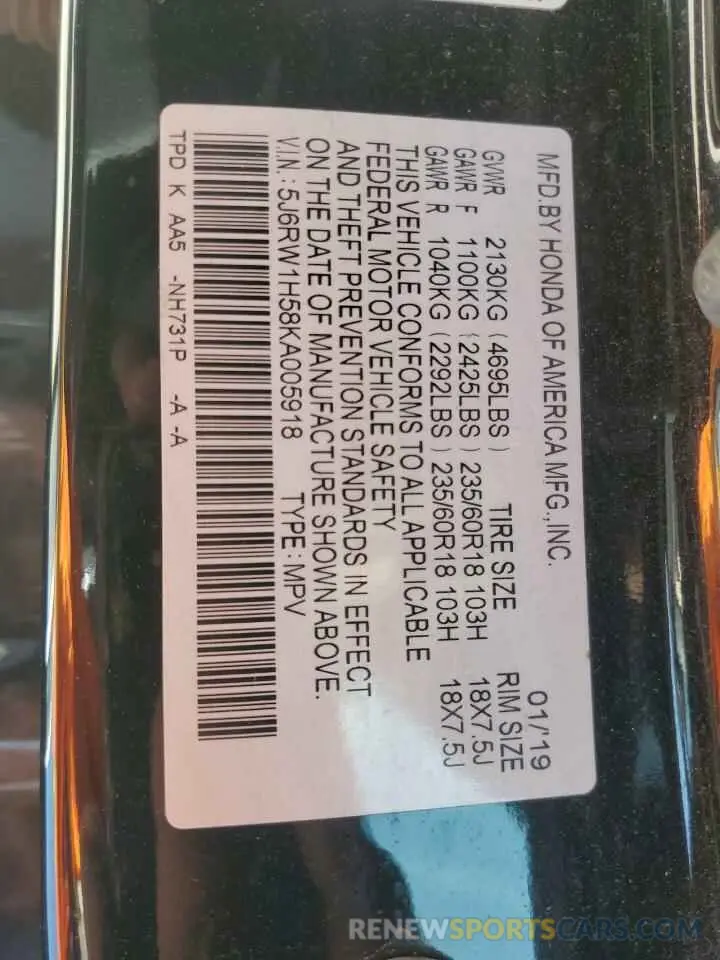 MFD.BY HONDA OF AMERICA MFG.,INC. 01/'19
GVWR 2130KG (4695LBS) TIRE SIZE RIM SIZE
GAWR F 1100KG (2425LBS) 235/60R18 103H 18X7.5J
GAWR R 1040KG (2292LBS) 235/60R18 103H 18X7.5J
THIS VEHICLE CONFORMS TO ALL APPLICABLE
FEDERAL MOTOR VEHICLE SAFETY
AND THEFT PREVENTION STANDARDS IN EFFECT
ON THE DATE OF MANUFACTURE SHOWN ABOVE.
V.I.N.: 5J6RW1H58KA005918 TYPE: MPV
TPD K AA5 -NH731P -A -A
RENEWSPORTSCARS.COM